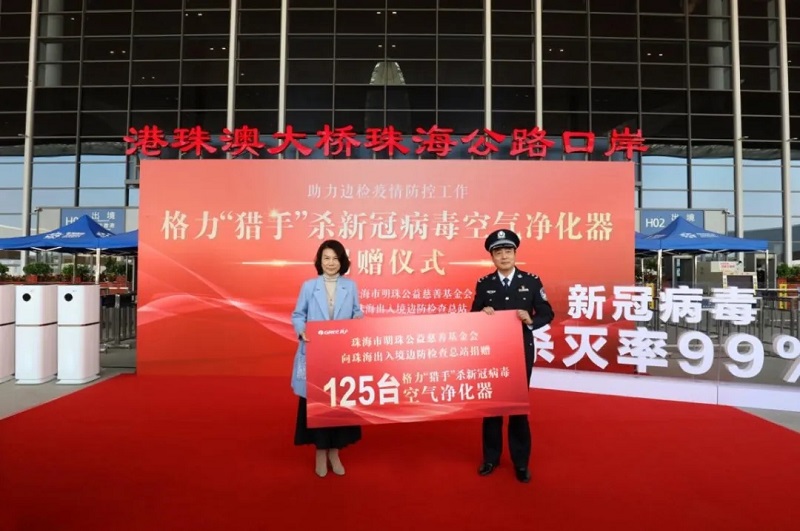 港珠澳大桥珠海公路口岸
助力边检疫情防控工作
格力“猎手”杀新冠病毒空气净化器
赠仪式
珠海市明珠公益慈善基金会
珠海出入境边防检查总站
H01 出境
H02 出境
新冠病毒
杀灭率99%
珠海市明珠公益慈善基金会
向珠海出入境边防检查总站捐赠
125台 格力“猎手”杀新冠病毒
空气净化器